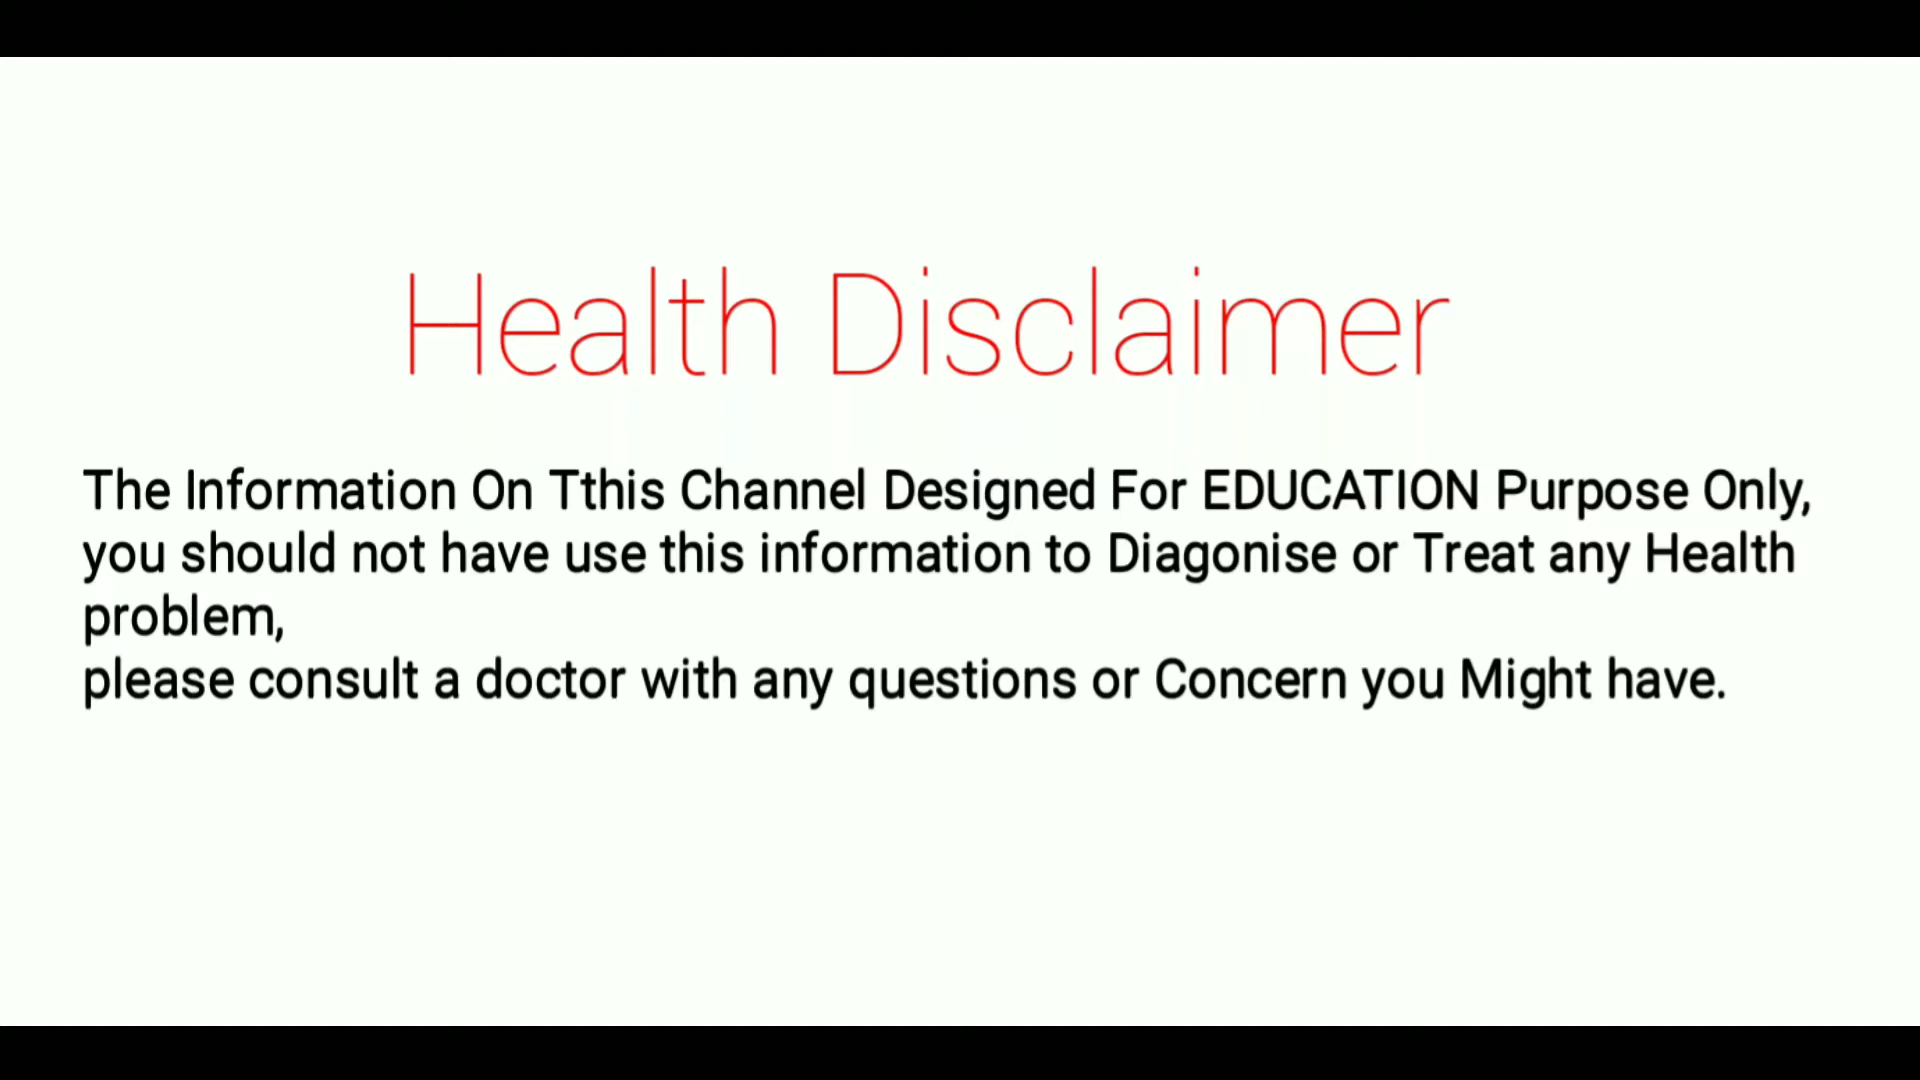 Health Disclaimer
The Information On Tthis Channel Designed For EDUCATION Purpose Only,
you should not have use this information to Diagonise or Treat any Health
problem,
please consult a doctor with any questions or Concern you Might have.